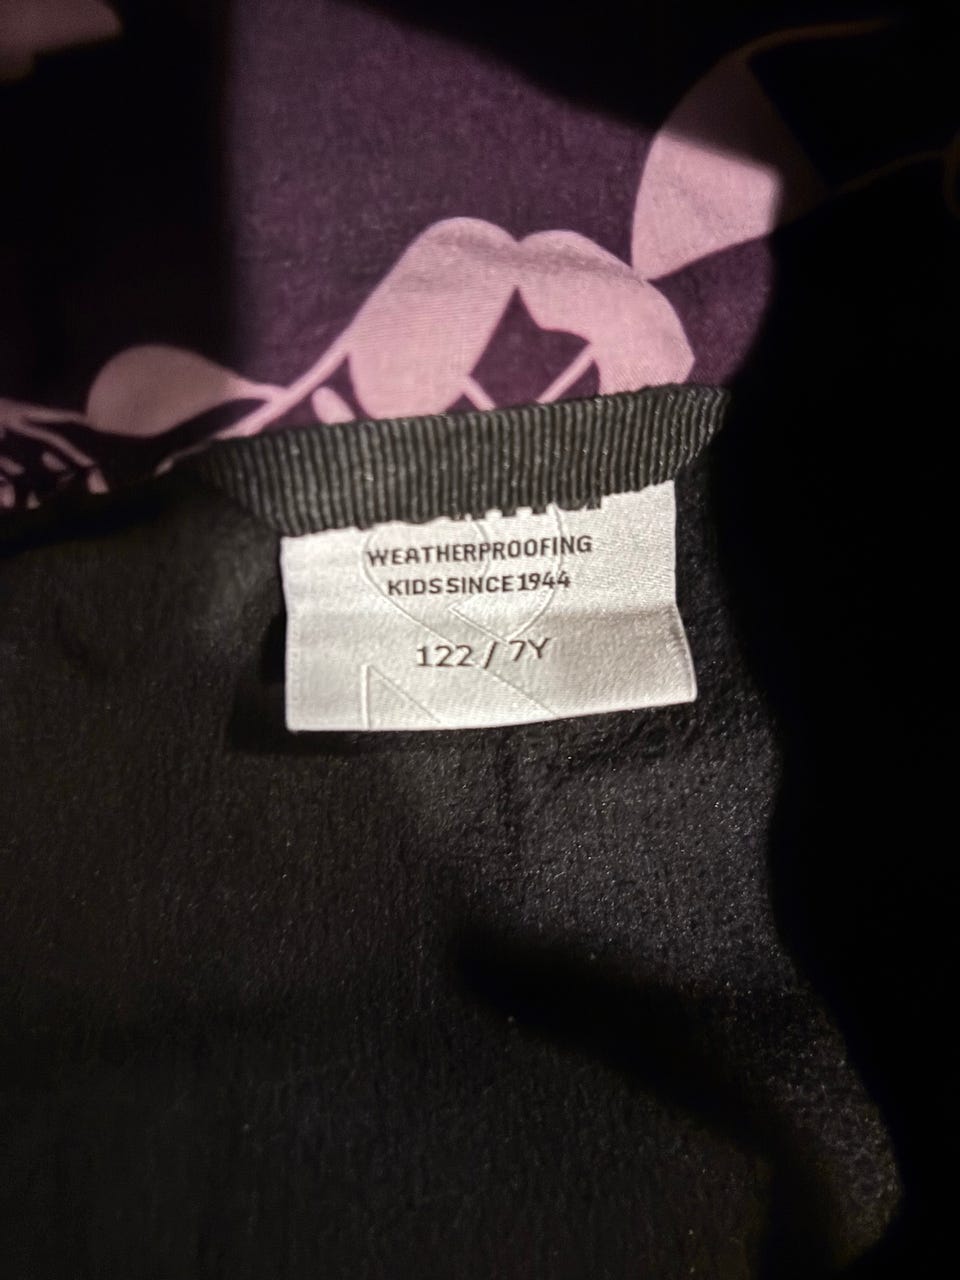 WEATHERPROOFING
KIDS SINCE 1944
122 / 7Y